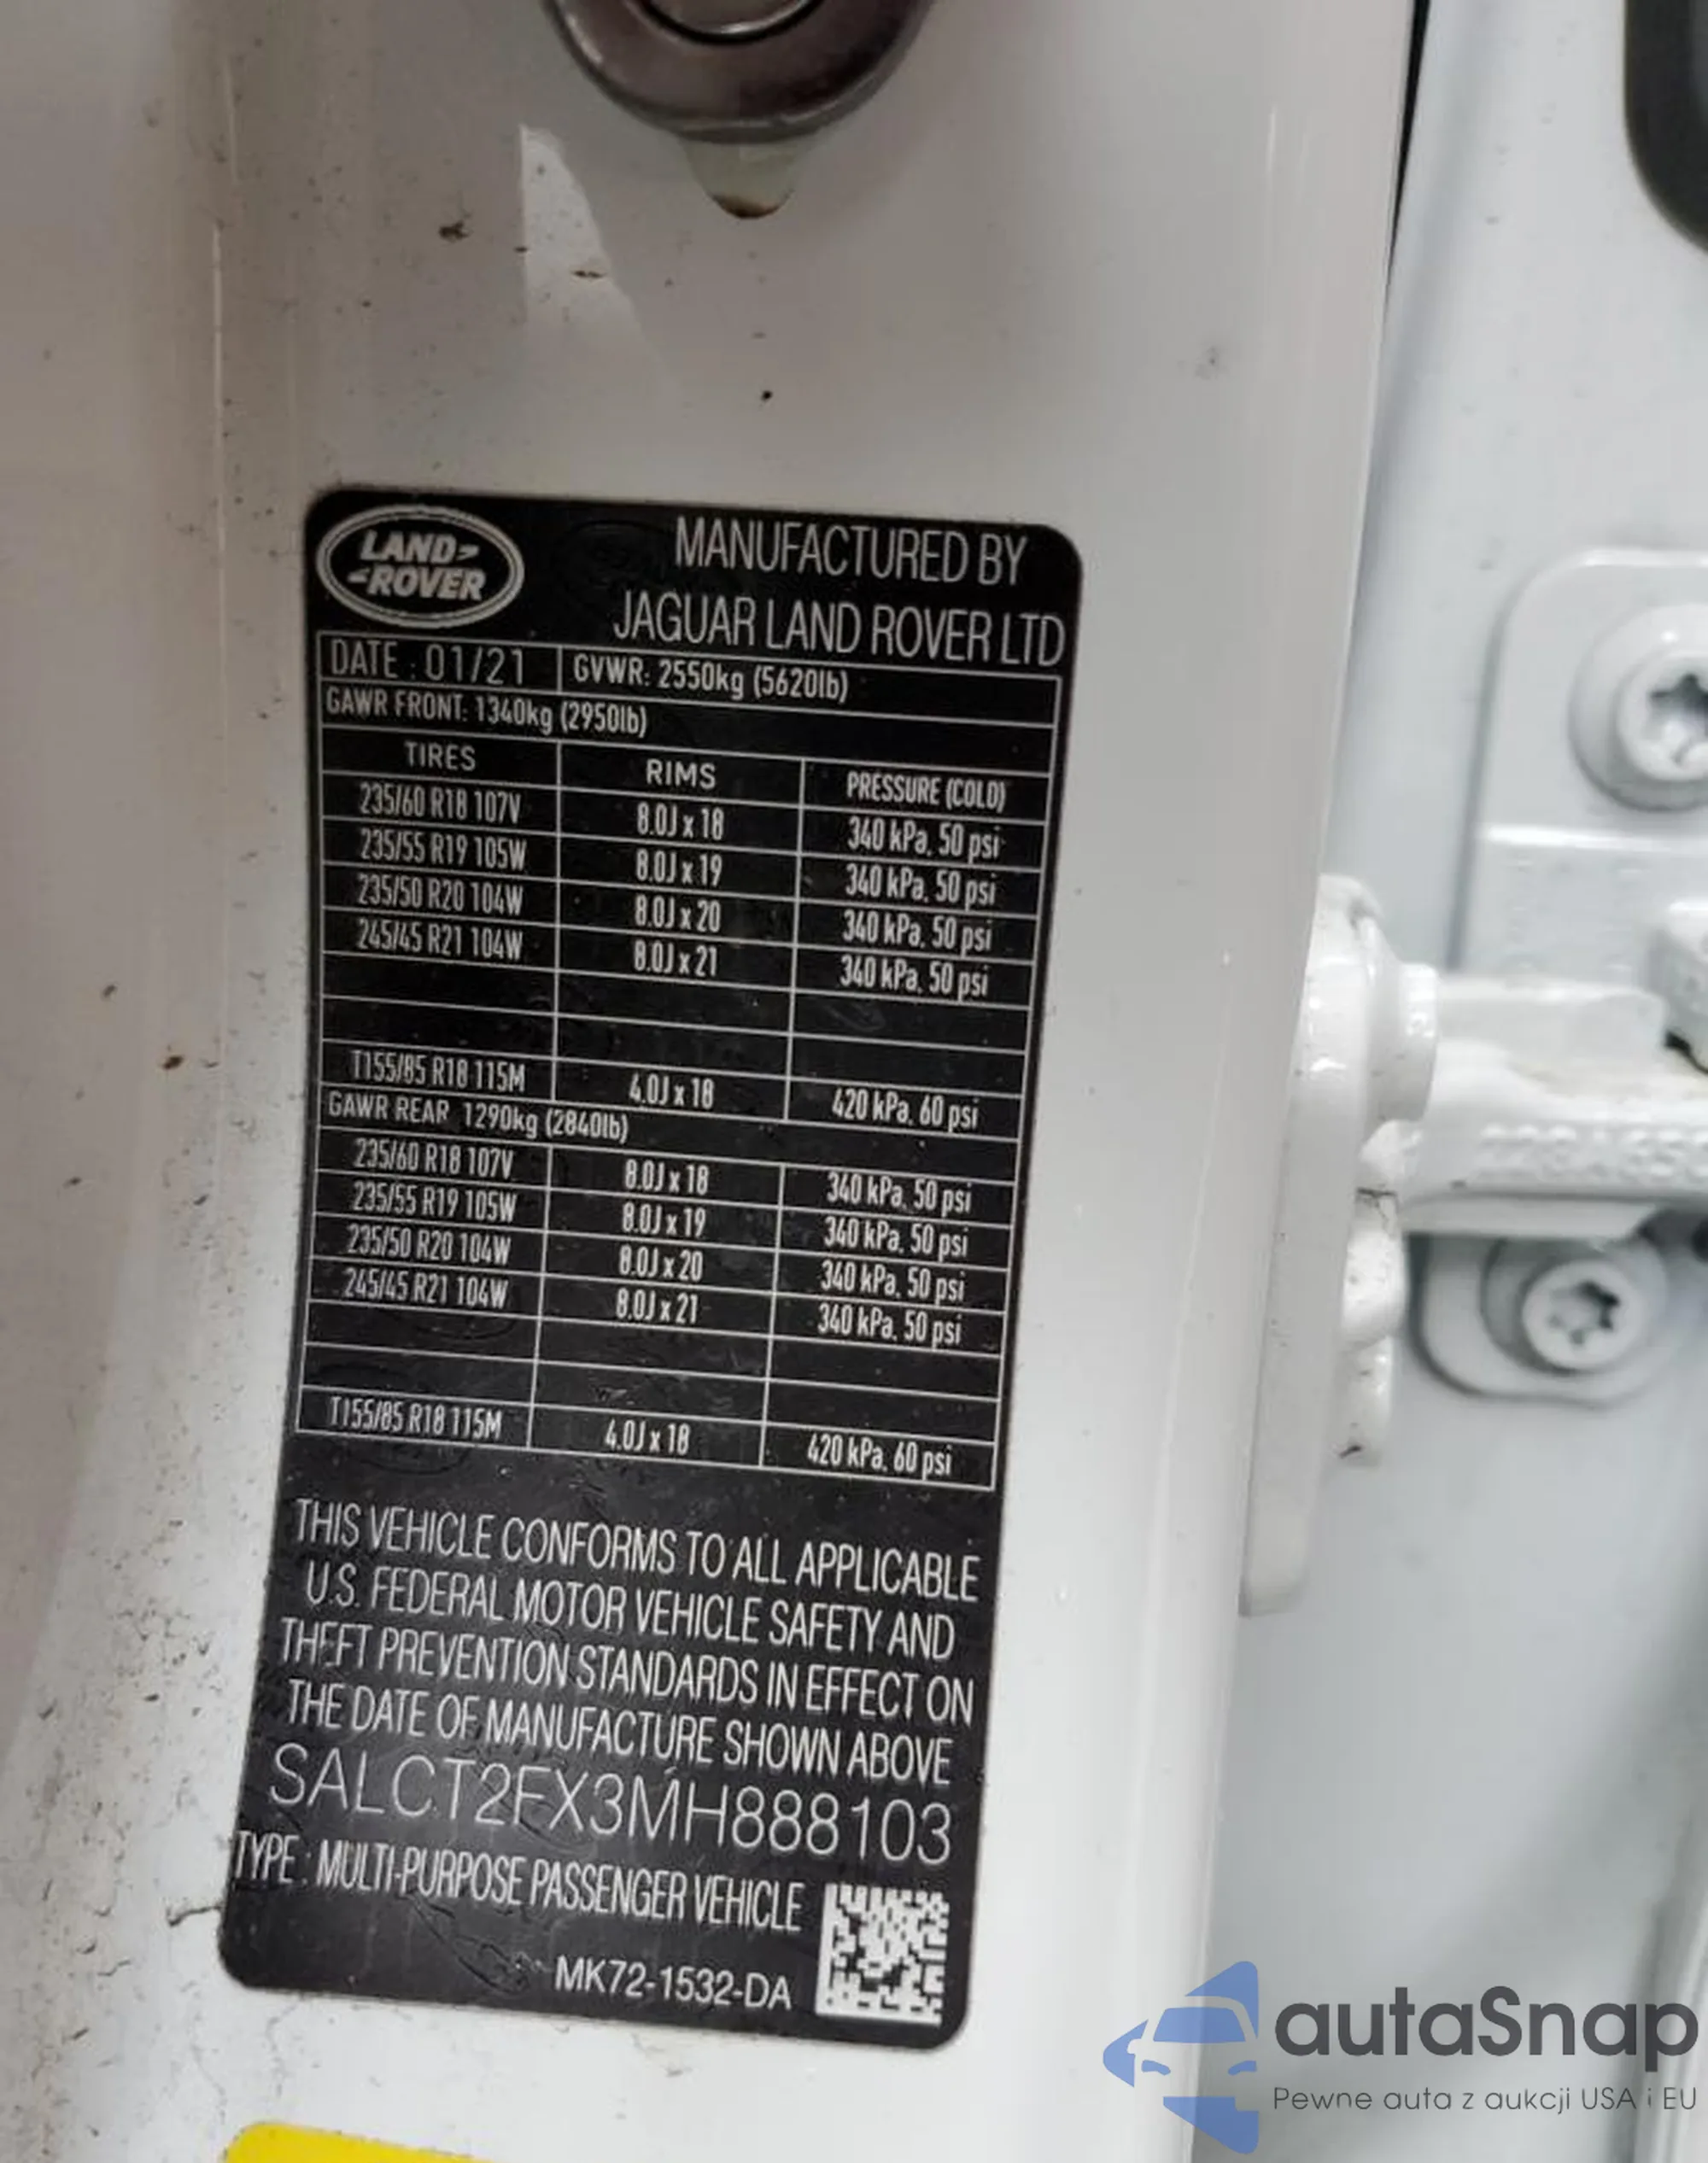 LAND-
-ROVER
MANUFACTURED BY
JAGUAR LAND ROVER LTD
DATE : 01/21 GVWR: 2550kg (5620lb)
GAWR FRONT: 1340kg (2950lb)
TIRES RIMS PRESSURE (COLD)
235/60 R18 107V 8.0J x 18 340 kPa, 50 psi
235/55 R19 105W 8.0J x 19 340 kPa, 50 psi
235/50 R20 104W 8.0J x 20 340 kPa, 50 psi
245/45 R21 104W 8.0J x 21 340 kPa, 50 psi
T155/85 R18 115M 4.0J x 18 420 kPa, 60 psi
GAWR REAR 1290kg (2840lb)
235/60 R18 107V 8.0J x 18 340 kPa, 50 psi
235/55 R19 105W 8.0J x 19 340 kPa, 50 psi
235/50 R20 104W 8.0J x 20 340 kPa, 50 psi
245/45 R21 104W 8.0J x 21 340 kPa, 50 psi
T155/85 R18 115M 4.0J x 18 420 kPa, 60 psi
THIS VEHICLE CONFORMS TO ALL APPLICABLE
U.S. FEDERAL MOTOR VEHICLE SAFETY AND
THEFT PREVENTION STANDARDS IN EFFECT ON
THE DATE OF MANUFACTURE SHOWN ABOVE
SALCT2FX3MH888103
TYPE : MULTI-PURPOSE PASSENGER VEHICLE
MK72-1532-DA
autaSnap
Pewne auta z aukcji USA i EU